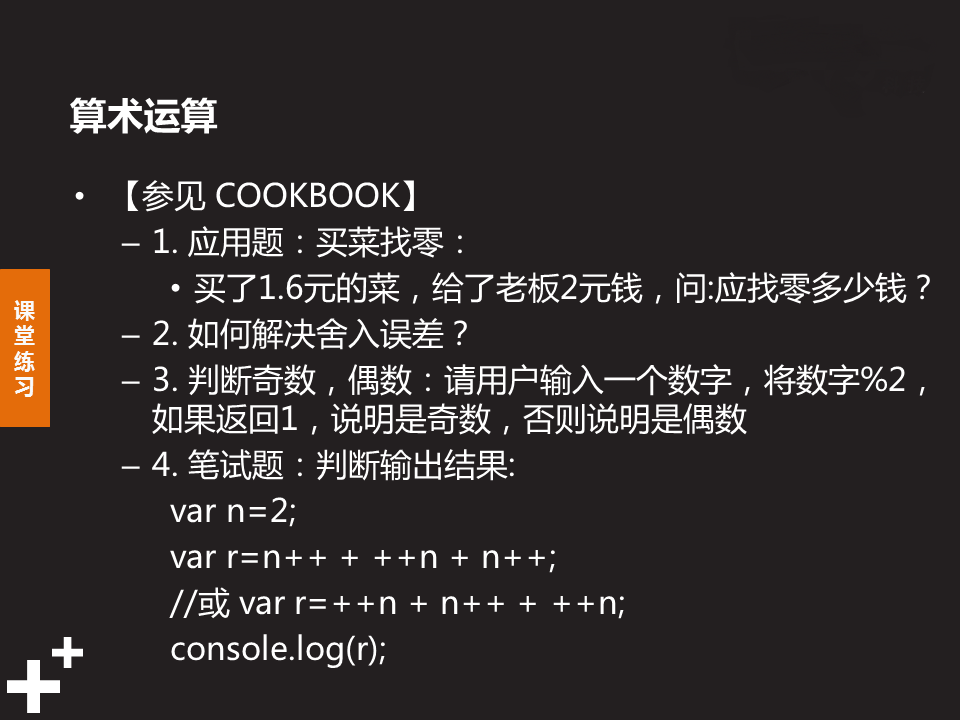 算术运算
• 【参见 COOKBOOK】
– 1. 应用题：买菜找零：
• 买了1.6元的菜，给了老板2元钱，问:应找零多少钱？
– 2. 如何解决舍入误差？
– 3. 判断奇数，偶数：请用户输入一个数字，将数字%2，
如果返回1，说明是奇数，否则说明是偶数
– 4. 笔试题：判断输出结果:
var n=2;
var r=n++ + ++n + n++;
//或 var r=++n + n++ + ++n;
console.log(r);
课
堂
练
习